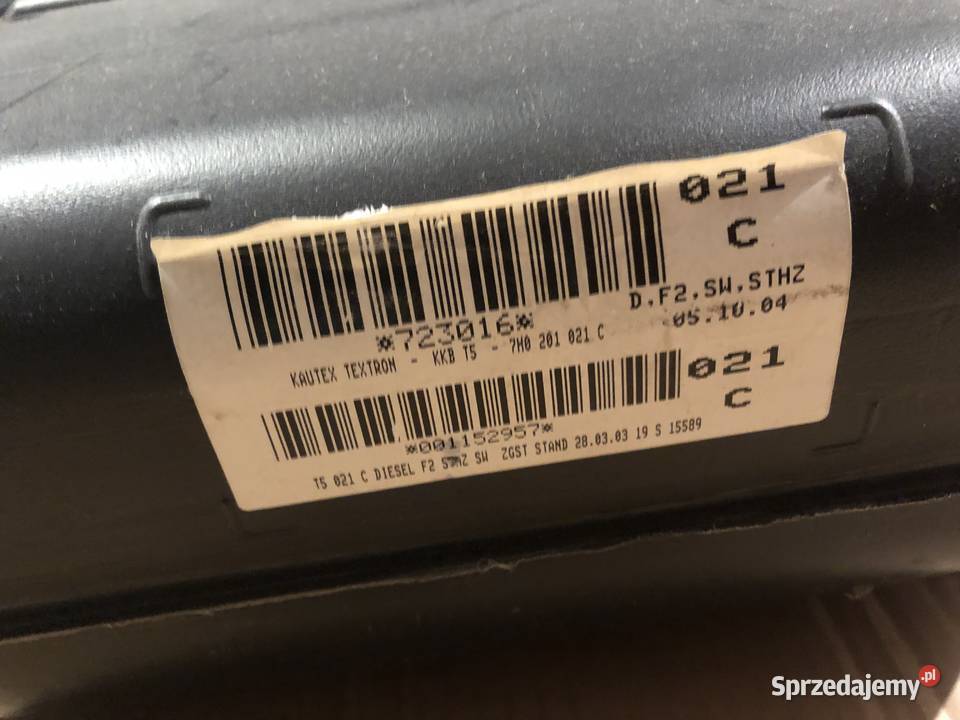 021
C
D.F2.SW.STHZ
05.10.04
*723016*
KAUTEX TEXTRON - KKB T5 - 7H0 201 021 C
021
C
*001152957*
T5 021 C DIESEL F2 STHZ SW ZGST STAND 28.03.03 19 S 15589
Sprzedajemy.pl